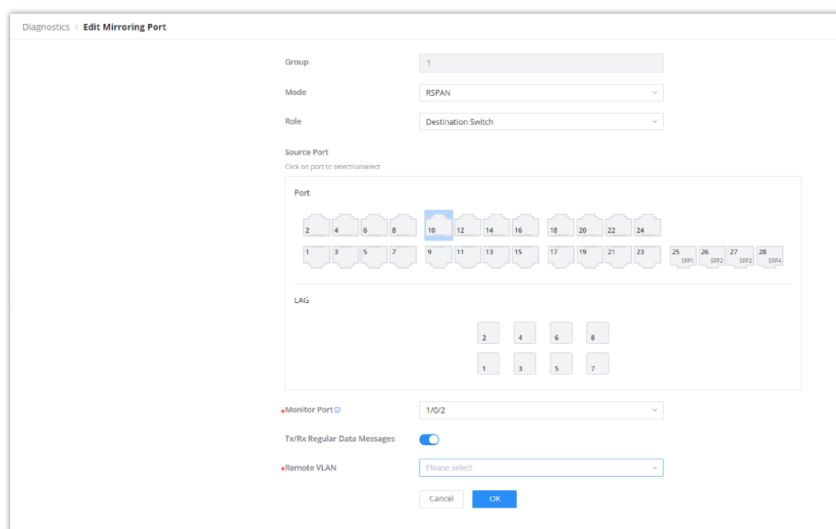 Diagnostics > Edit Mirroring Port
Group 1
Mode RSPAN
Role Destination Switch
Source Port
Click on port to select/unselect
Port
2 4 6 8 10 12 14 16 18 20 22 24
1 3 5 7 9 11 13 15 17 19 21 23 25 26 27 28
SFP1 SFP2 SFP3 SFP4
LAG
2 4 6 8
1 3 5 7
*Monitor Port 1/0/2
Tx/Rx Regular Data Messages
*Remote VLAN Please select
Cancel OK